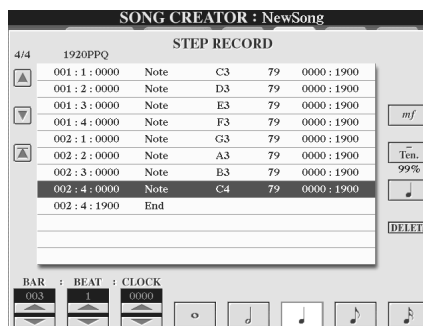 SONG CREATOR : NewSong
STEP RECORD
4/4 1920PPQ
001 : 1 : 0000 Note C3 79 0000 : 1900
001 : 2 : 0000 Note D3 79 0000 : 1900
001 : 3 : 0000 Note E3 79 0000 : 1900
001 : 4 : 0000 Note F3 79 0000 : 1900
002 : 1 : 0000 Note G3 79 0000 : 1900
002 : 2 : 0000 Note A3 79 0000 : 1900
002 : 3 : 0000 Note B3 79 0000 : 1900
002 : 4 : 0000 Note C4 79 0000 : 1900
002 : 4 : 1900 End
mf
Ten.
99%
DELET
BAR : BEAT : CLOCK
003 1 0000